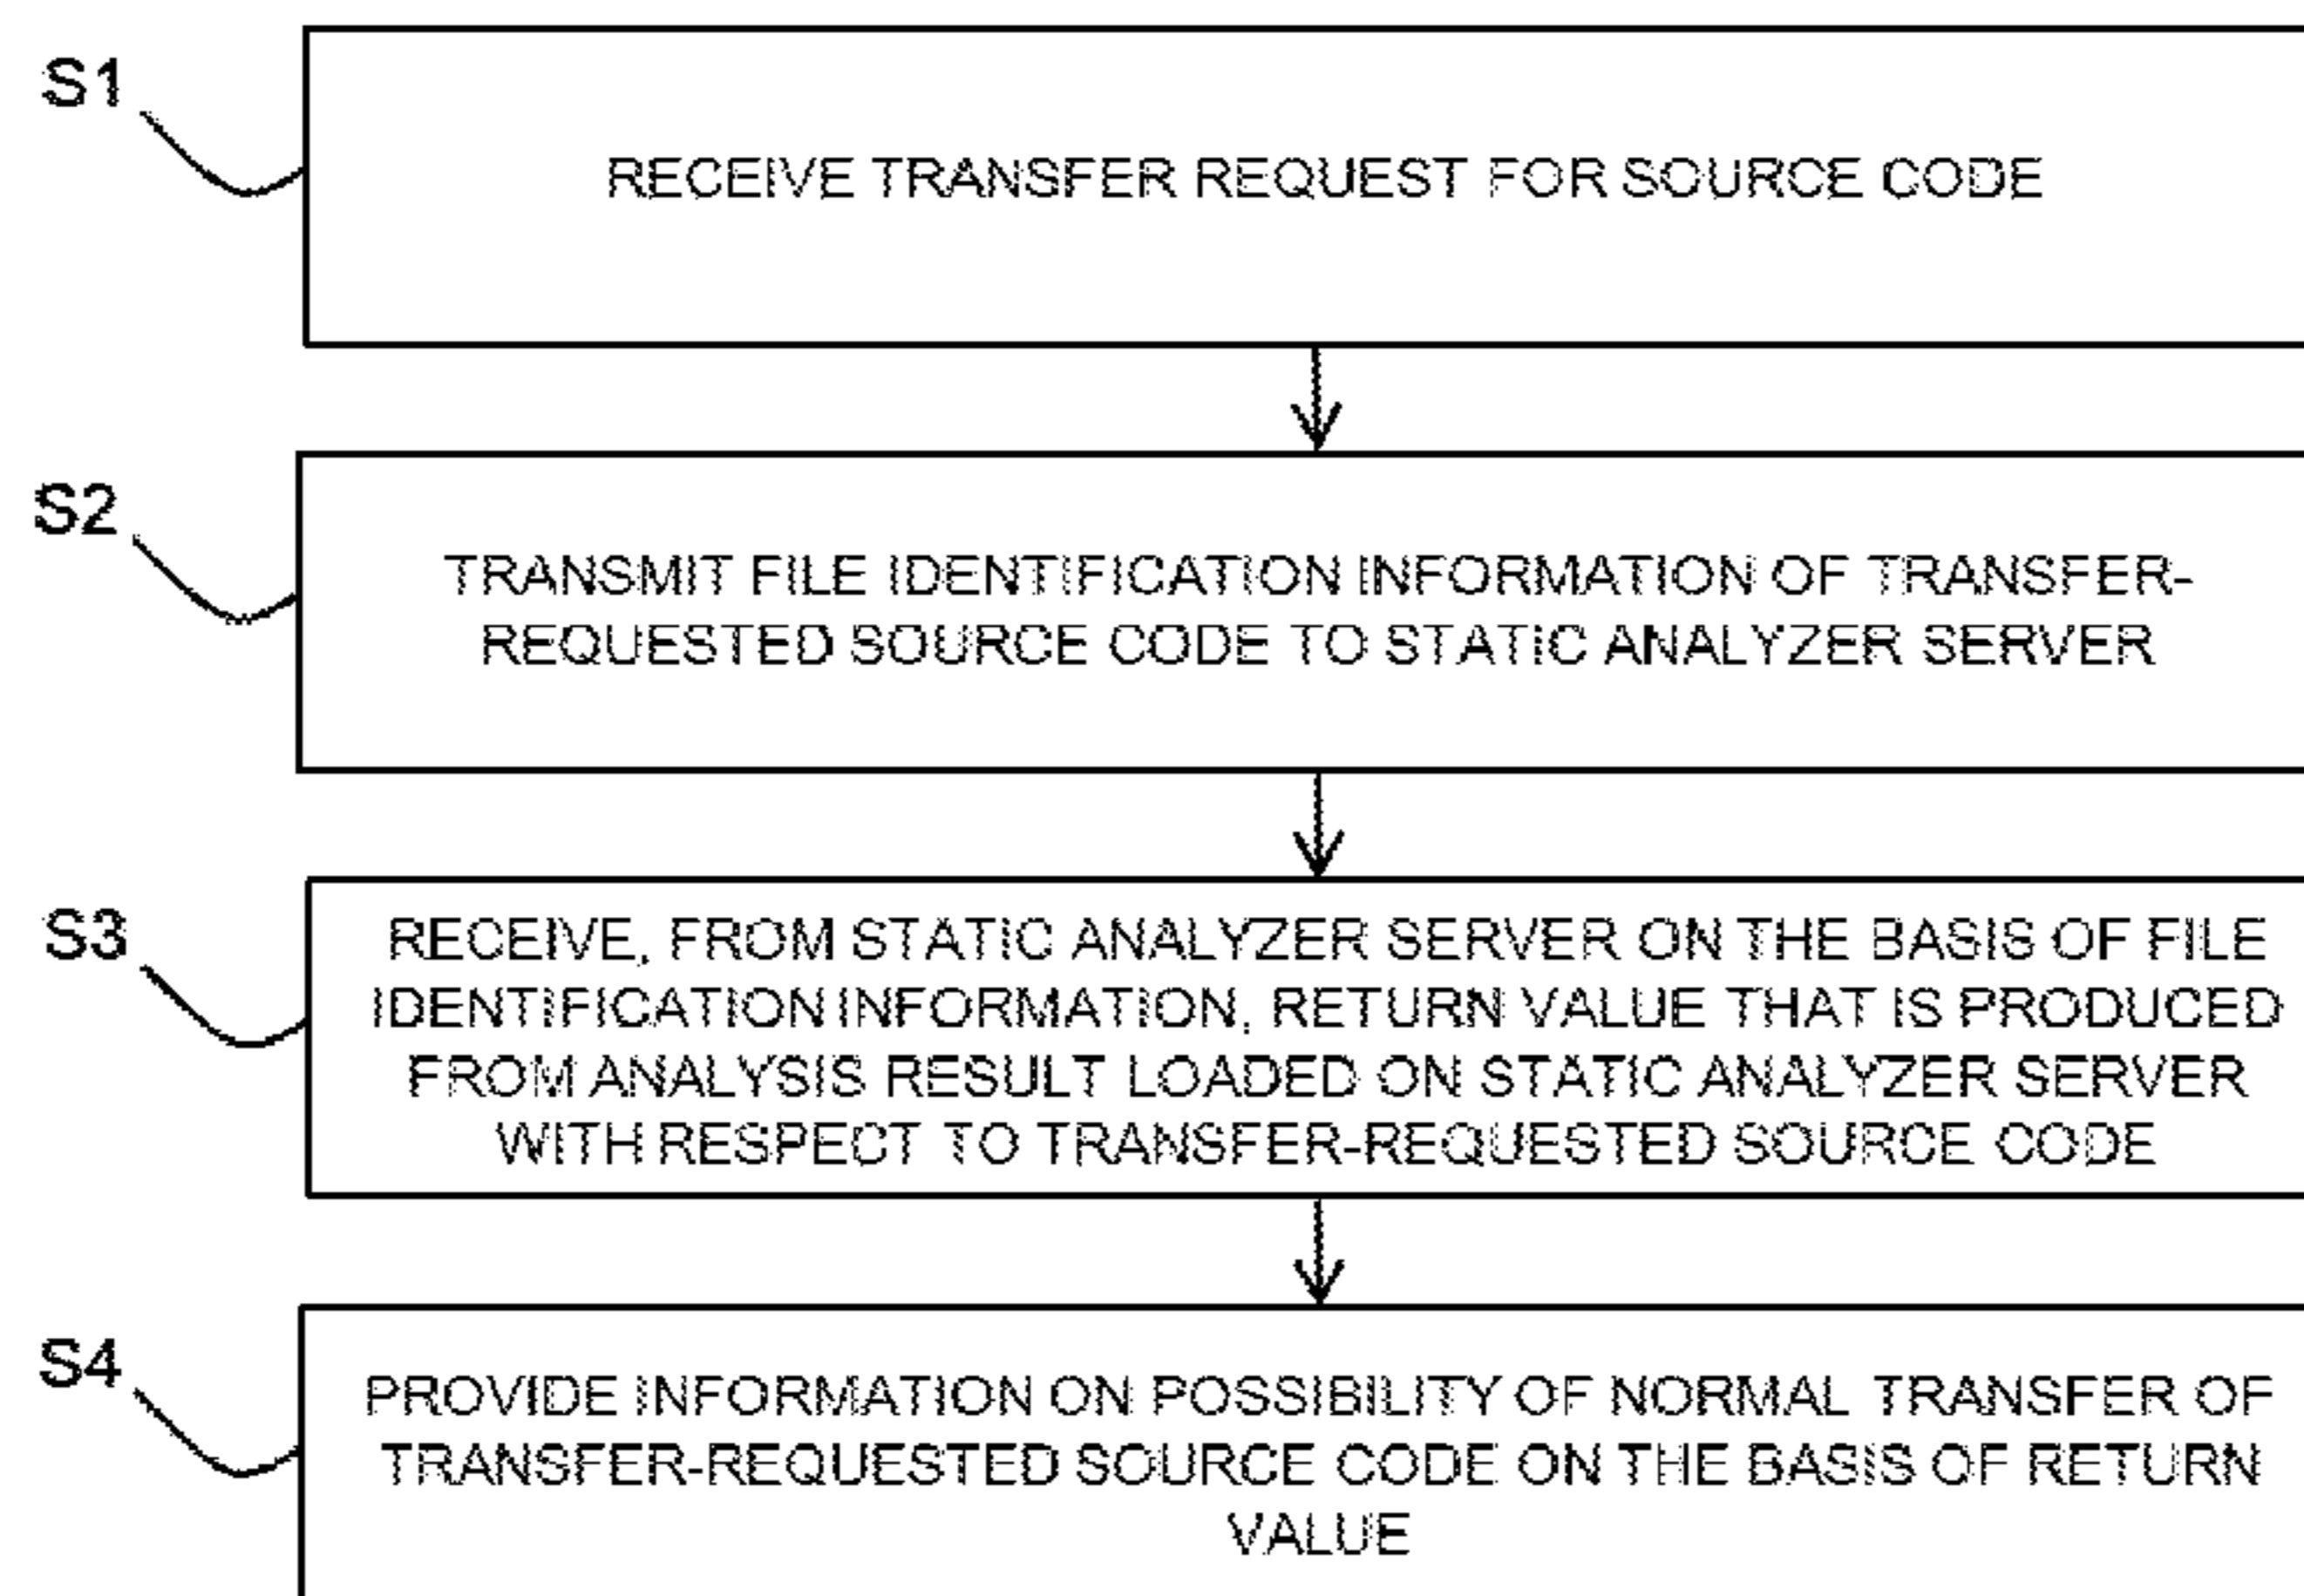 S1
RECEIVE TRANSFER REQUEST FOR SOURCE CODE
S2
TRANSMIT FILE IDENTIFICATION INFORMATION OF TRANSFER-
REQUESTED SOURCE CODE TO STATIC ANALYZER SERVER
S3
RECEIVE, FROM STATIC ANALYZER SERVER ON THE BASIS OF FILE
IDENTIFICATION INFORMATION, RETURN VALUE THAT IS PRODUCED
FROM ANALYSIS RESULT LOADED ON STATIC ANALYZER SERVER
WITH RESPECT TO TRANSFER-REQUESTED SOURCE CODE
S4
PROVIDE INFORMATION ON POSSIBILITY OF NORMAL TRANSFER OF
TRANSFER-REQUESTED SOURCE CODE ON THE BASIS OF RETURN
VALUE